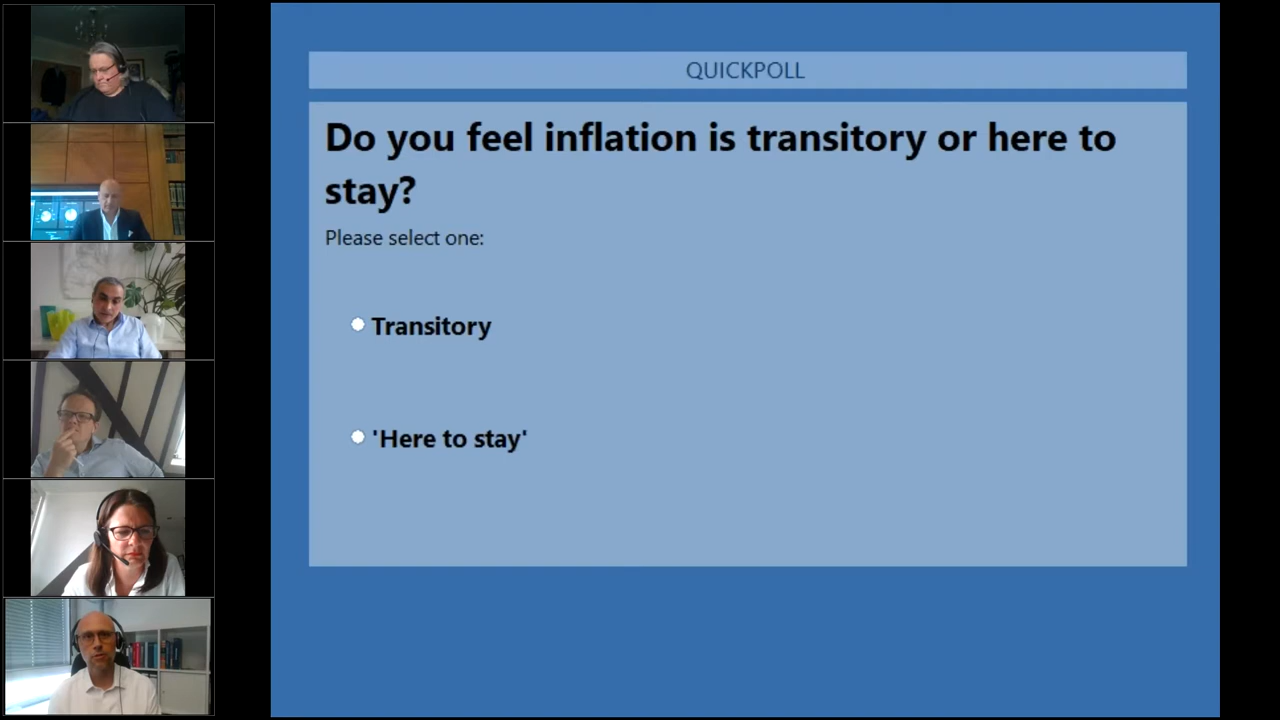 QUICKPOLL
Do you feel inflation is transitory or here to
stay?
Please select one:
Transitory
'Here to stay'